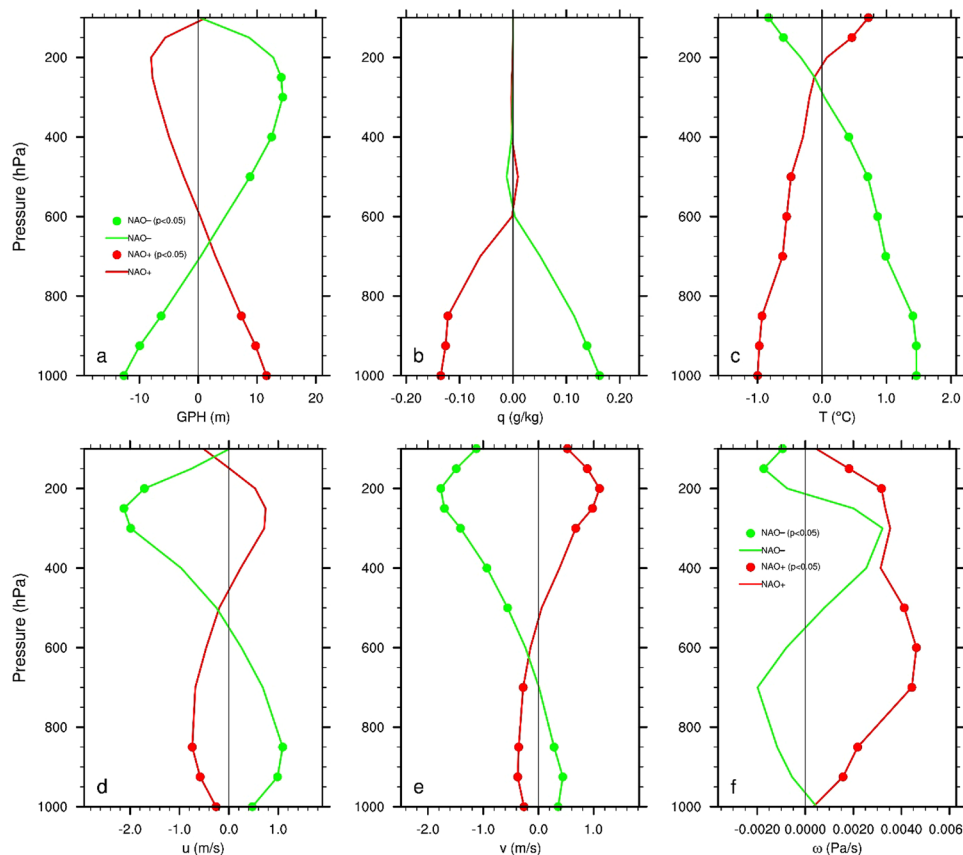 Pressure (hPa)
200
400
600
800
1000
NAO− (p<0.05)
NAO−
NAO+ (p<0.05)
NAO+
a
-10 0 10 20
GPH (m)
200
400
600
800
1000
b
-0.20 -0.10 0.00 0.10 0.20
q (g/kg)
200
400
600
800
1000
c
-1.0 0.0 1.0 2.0
T (°C)
Pressure (hPa)
200
400
600
800
1000
d
-2.0 -1.0 0.0 1.0
u (m/s)
200
400
600
800
1000
e
-2.0 -1.0 0.0 1.0
v (m/s)
200
400
600
800
1000
NAO− (p<0.05)
NAO−
NAO+ (p<0.05)
NAO+
f
-0.0020 0.0000 0.0020 0.0040 0.006
ω (Pa/s)